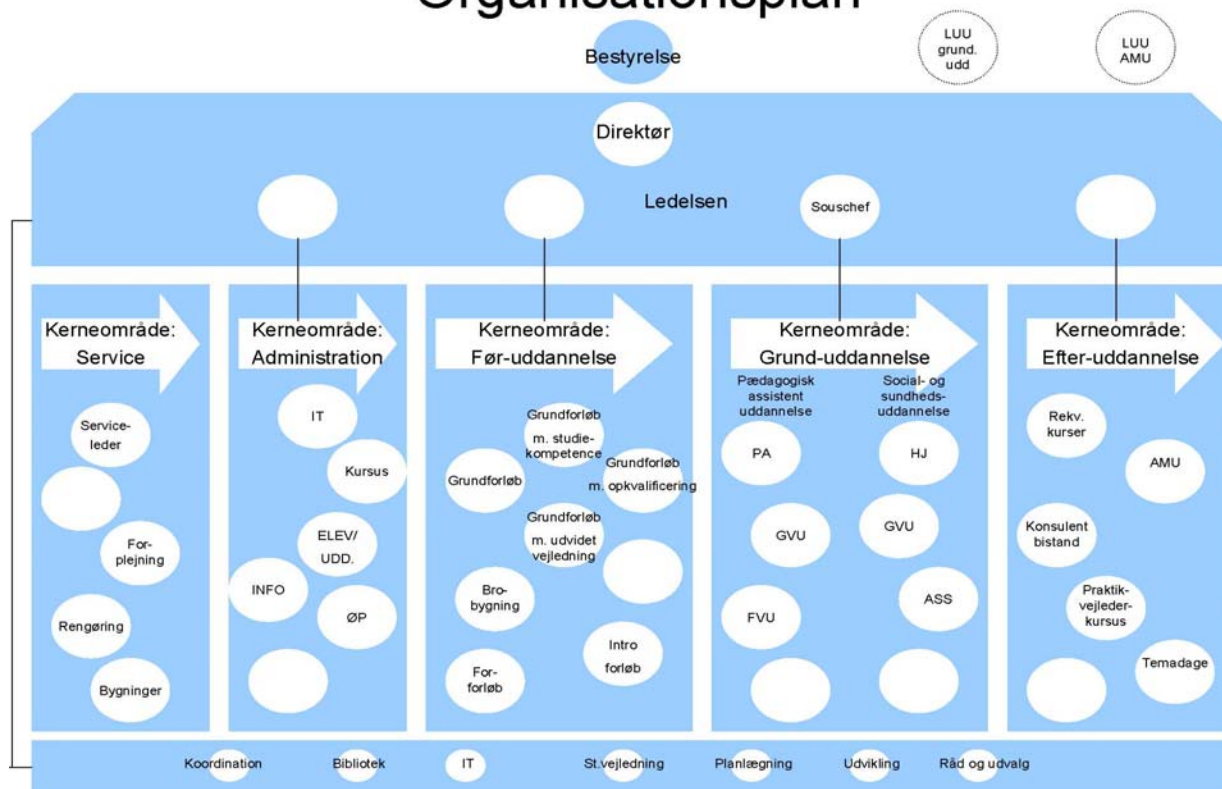 Organisationsplan
Bestyrelse
LUU
grund.
udd
LUU
AMU
Direktør
Ledelsen
Souschef
Kerneområde:
Service
Kerneområde:
Administration
Kerneområde:
Før-uddannelse
Kerneområde:
Grund-uddannelse
Kerneområde:
Efter-uddannelse
Service-
leder
For-
plejning
Rengøring
Bygninger
IT
Kursus
ELEV/
UDD.
INFO
ØP
Grundforløb
m. studie-
kompetence
Grundforløb
Grundforløb
m. opkvalificering
Grundforløb
m. udvidet
vejledning
Bro-
bygning
Intro
forløb
For-
forløb
Pædagogisk
assistent
uddannelse
Social- og
sundheds-
uddannelse
PA
HJ
GVU
GVU
FVU
ASS
Rekv.
kurser
AMU
Konsulent
bistand
Praktik-
vejleder-
kursus
Temadage
Koordination
Bibliotek
IT
St.vejledning
Planlægning
Udvikling
Råd og udvalg